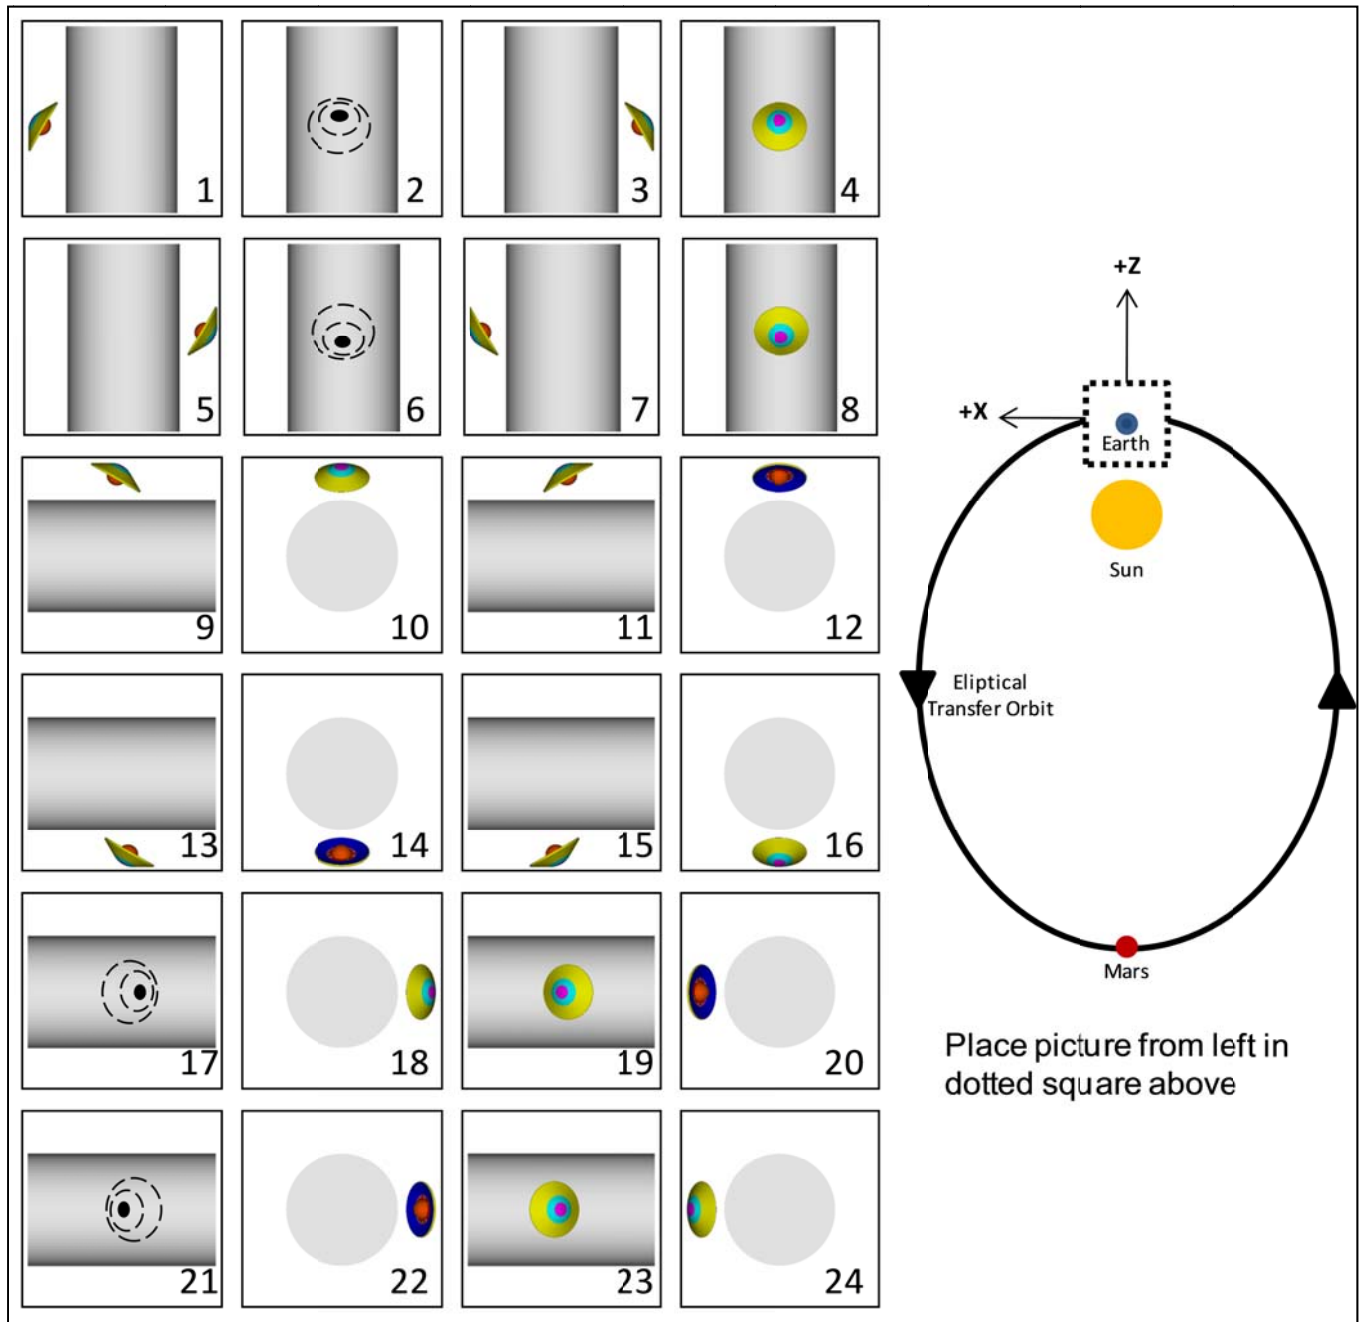 1
2
3
4
5
6
7
8
9
10
11
12
13
14
15
16
17
18
19
20
21
22
23
24
+Z
+X
Earth
Sun
Eliptical
Transfer Orbit
Mars
Place picture from left in
dotted square above